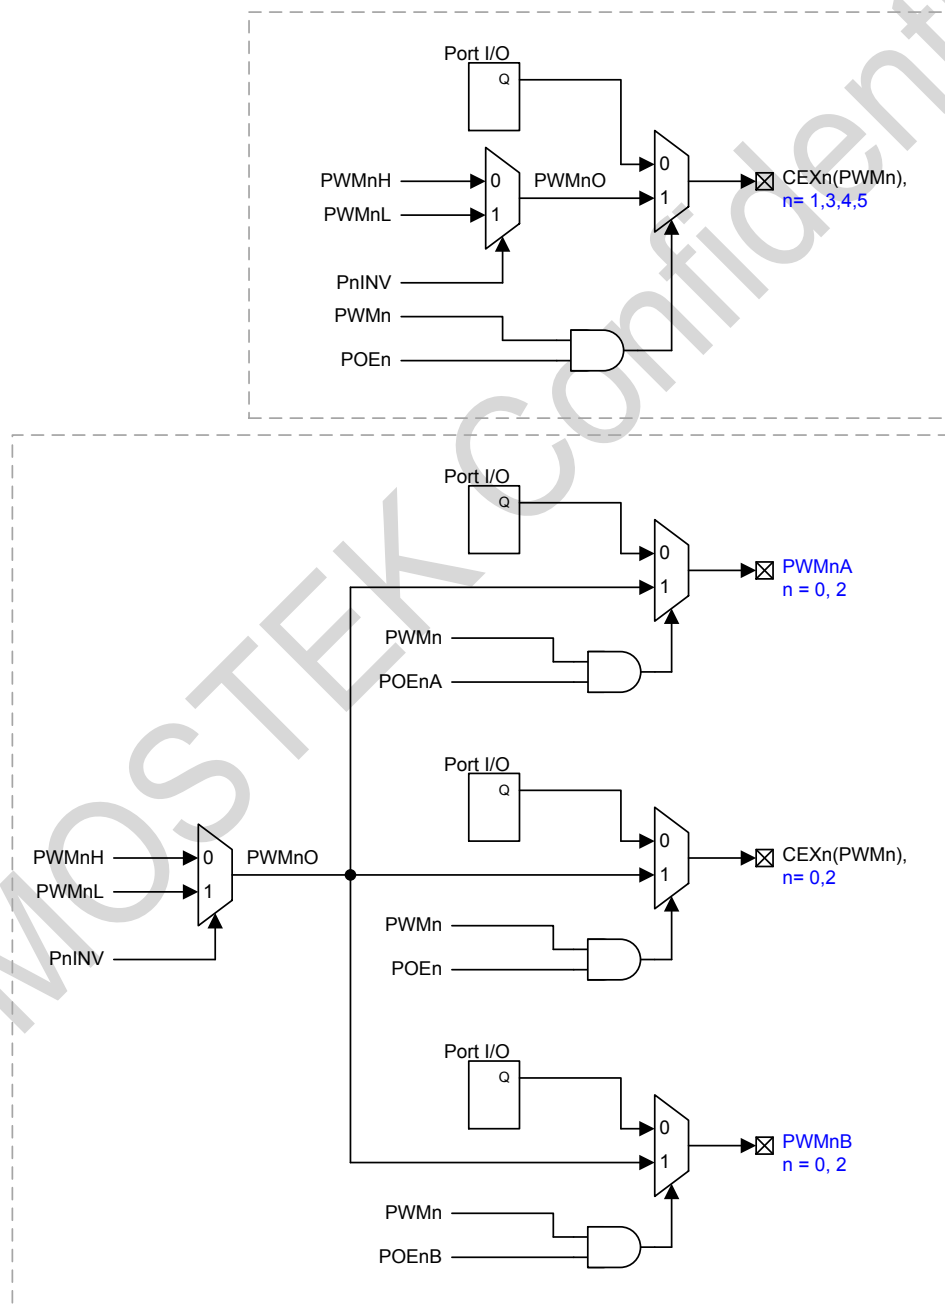 Port I/O
Q
0
PWMnH
0
PWMnO
CEXn(PWMn),
1
n= 1,3,4,5
PWMnL
1
PnINV
PWMn
POEn
Port I/O
Q
0
PWMnA
1
n = 0, 2
PWMn
POEnA
Port I/O
Q
0
PWMnH
0
PWMnO
CEXn(PWMn),
1
n= 0,2
PWMnL
1
PWMn
PnINV
POEn
Port I/O
Q
0
PWMnB
1
n = 0, 2
PWMn
POEnB
MOSTEK Confident